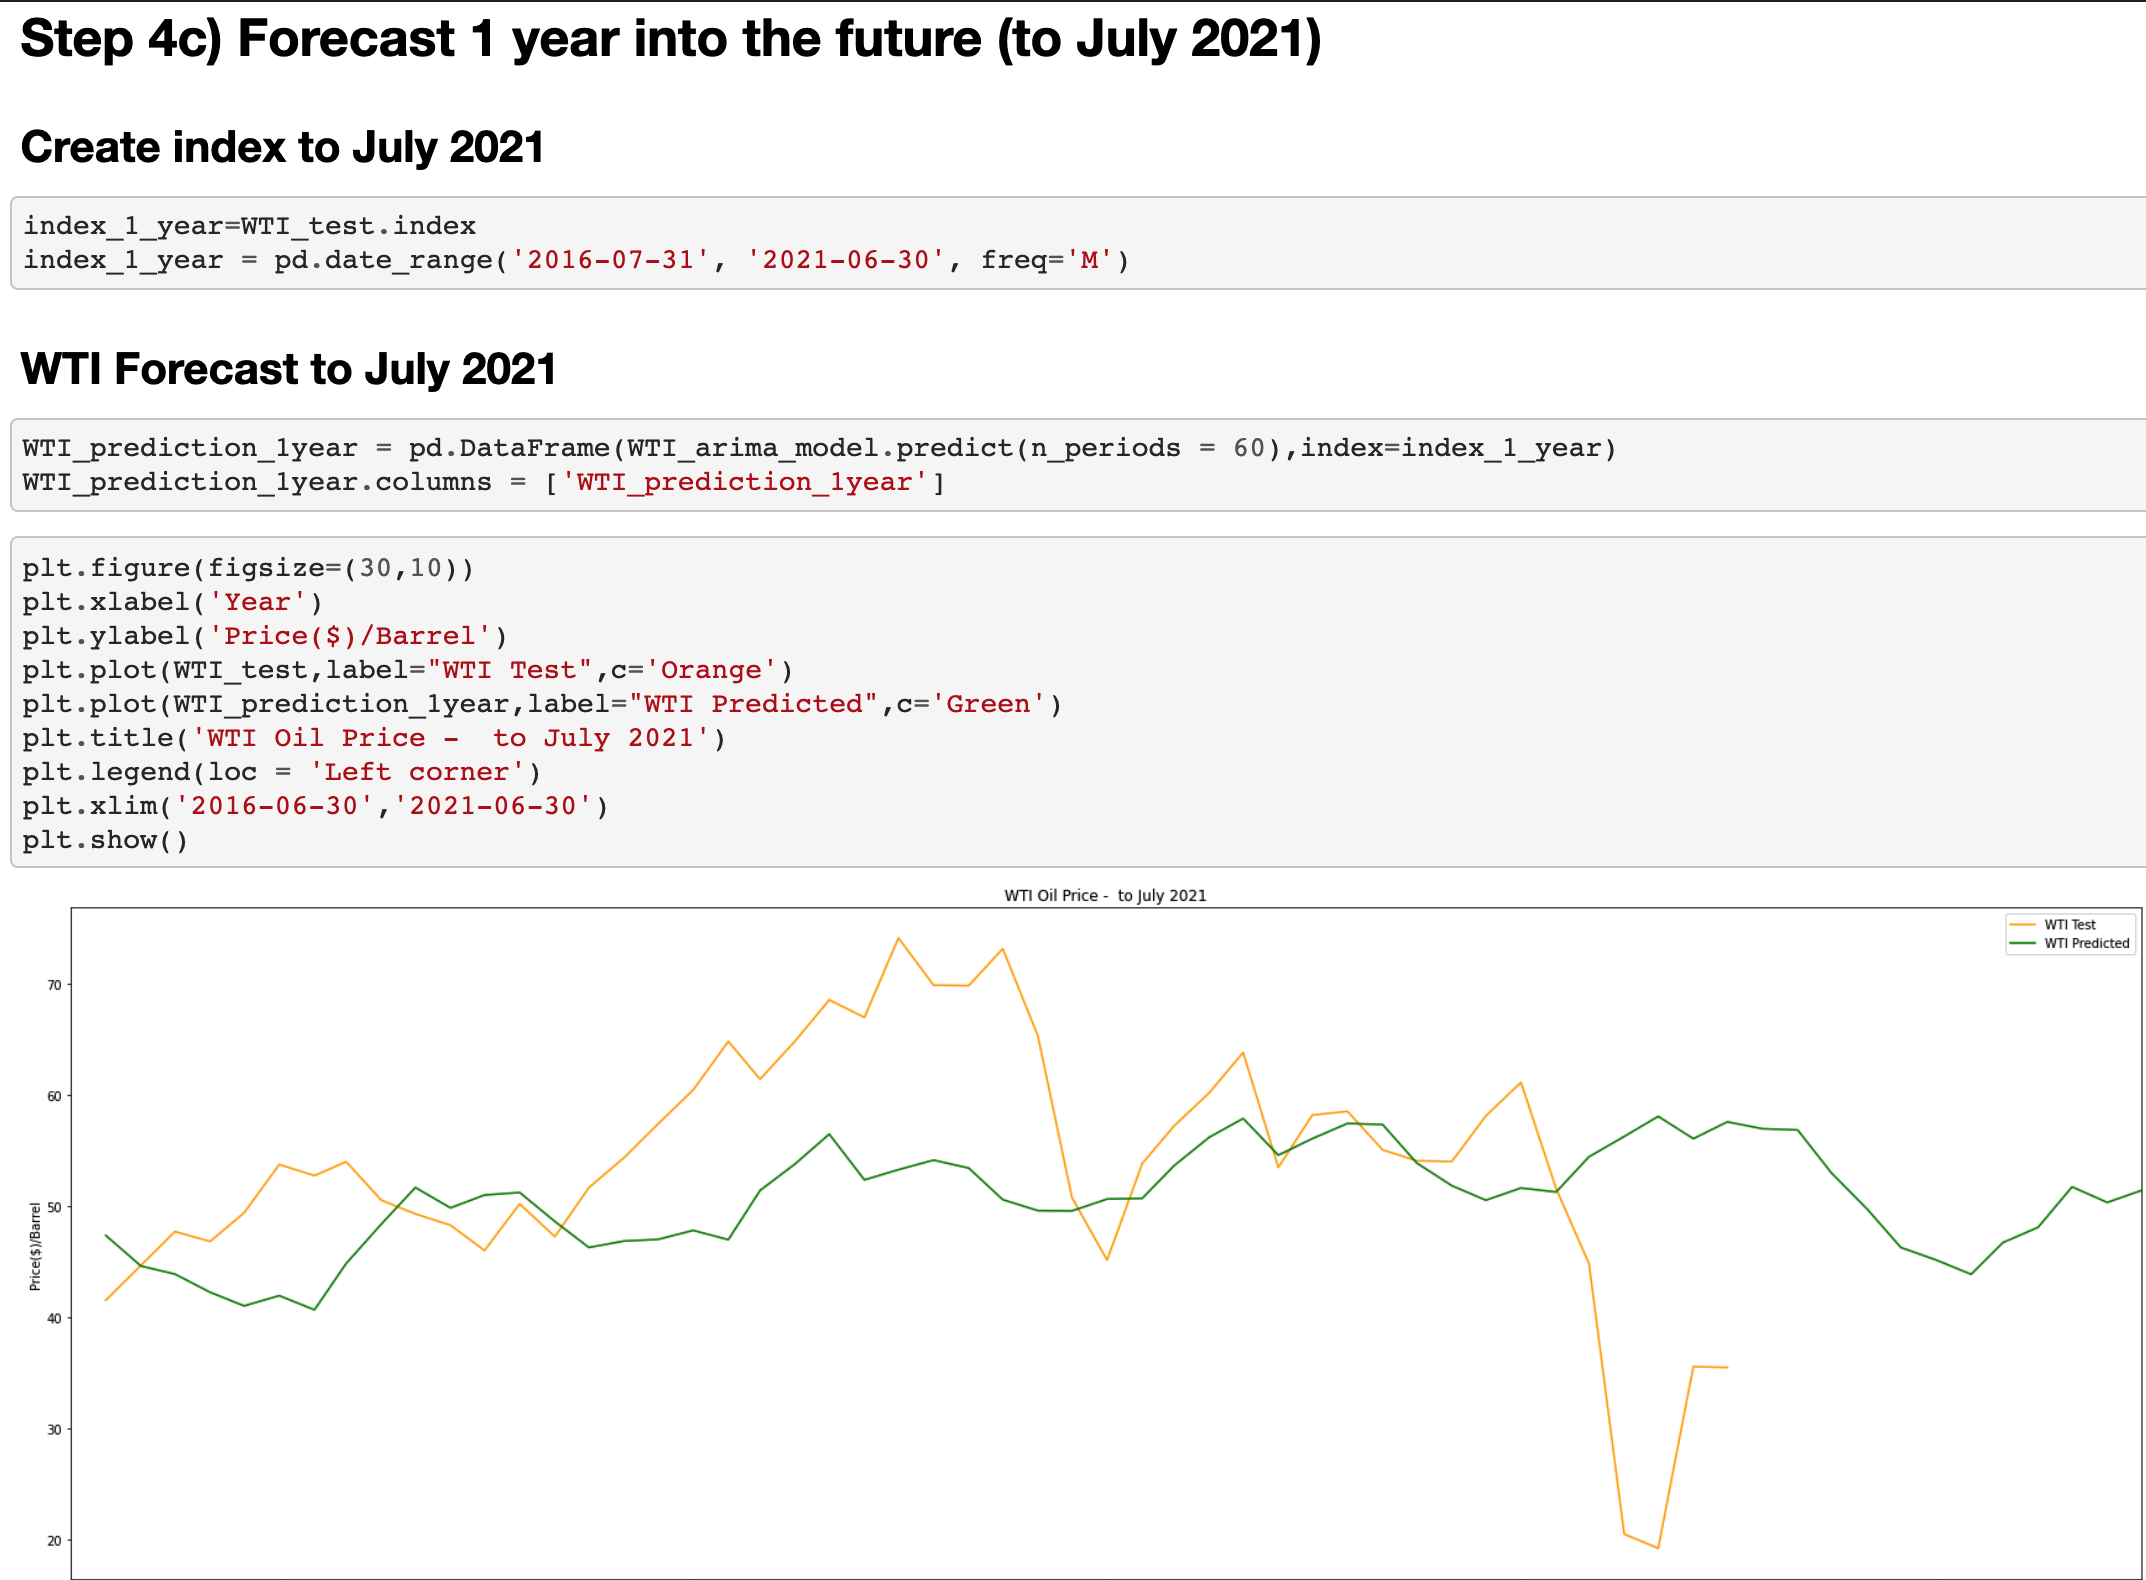 Step 4c) Forecast 1 year into the future (to July 2021)
Create index to July 2021
index_1_year=WTI_test.index
index_1_year = pd.date_range('2016-07-31', '2021-06-30', freq='M')
WTI Forecast to July 2021
WTI_prediction_1year = pd.DataFrame(WTI_arima_model.predict(n_periods = 60),index=index_1_year)
WTI_prediction_1year.columns = ['WTI_prediction_1year']
plt.figure(figsize=(30,10))
plt.xlabel('Year')
plt.ylabel('Price($)/Barrel')
plt.plot(WTI_test,label="WTI Test",c='Orange')
plt.plot(WTI_prediction_1year,label="WTI Predicted",c='Green')
plt.title('WTI Oil Price -  to July 2021')
plt.legend(loc = 'Left corner')
plt.xlim('2016-06-30','2021-06-30')
plt.show()
WTI Oil Price -  to July 2021
WTI Test
WTI Predicted
70
60
50
40
30
20
Price($)/Barrel